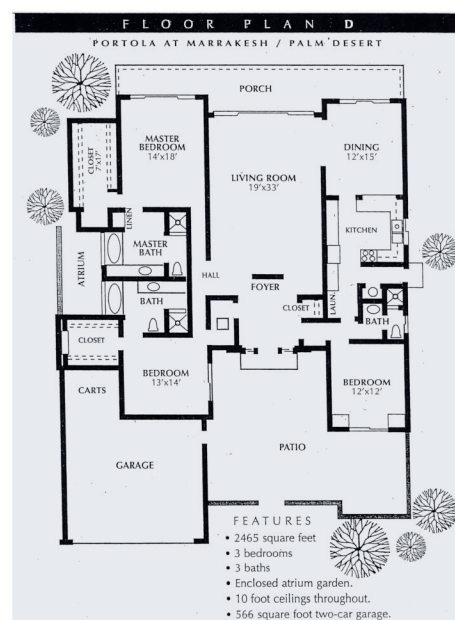 FLOOR PLAN D
PORTOLA AT MARRAKESH / PALM DESERT
PORCH
MASTER
BEDROOM
14'x18'
DINING
12'x15'
CLOSET
7'x17'
LIVING ROOM
19'x33'
LINEN
KITCHEN
MASTER
BATH
ATRIUM
HALL
FOYER
BATH
CLOSET
LAUN.
BATH
CLOSET
BEDROOM
13'x14'
BEDROOM
12'x12'
CARTS
PATIO
GARAGE
FEATURES
• 2465 square feet
• 3 bedrooms
• 3 baths
• Enclosed atrium garden.
• 10 foot ceilings throughout.
• 566 square foot two-car garage.